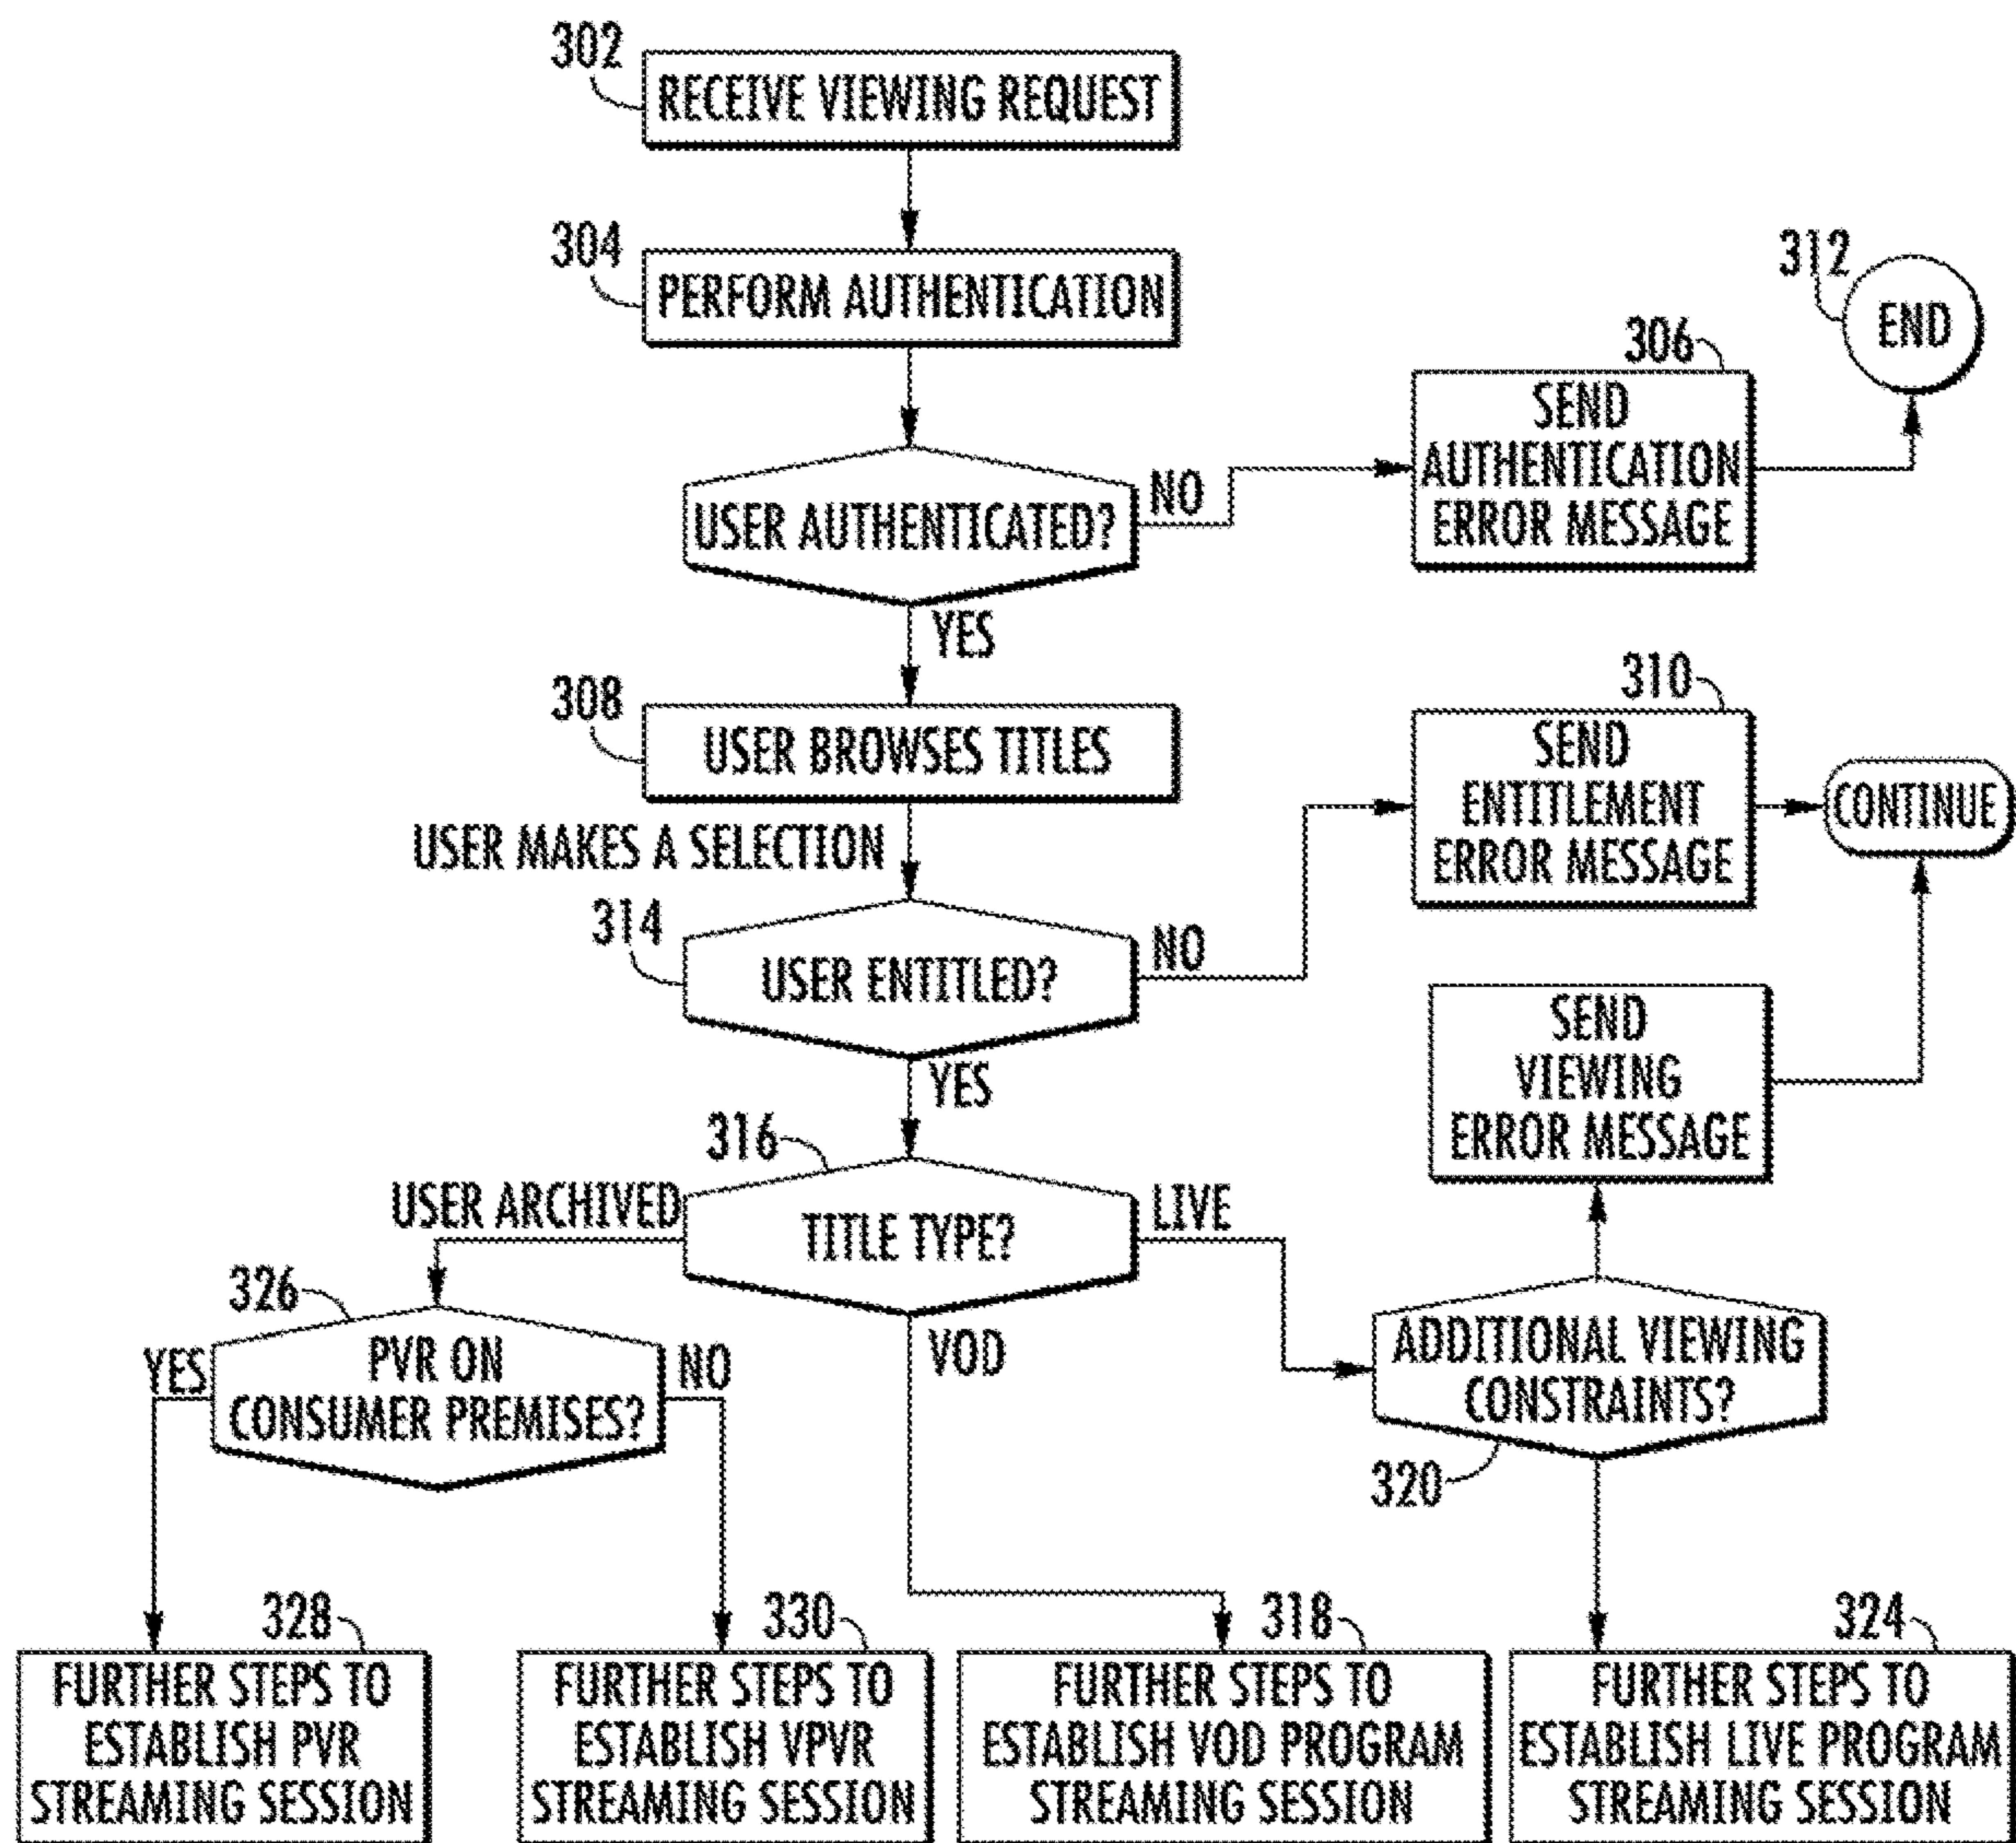 302
RECEIVE VIEWING REQUEST
304
PERFORM AUTHENTICATION
312
END
306
SEND
AUTHENTICATION
ERROR MESSAGE
USER AUTHENTICATED?
NO
YES
308
USER BROWSES TITLES
310
SEND
ENTITLEMENT
ERROR MESSAGE
CONTINUE
USER MAKES A SELECTION
314
USER ENTITLED?
NO
YES
SEND
VIEWING
ERROR MESSAGE
316
USER ARCHIVED
TITLE TYPE?
LIVE
326
YES
PVR ON
CONSUMER PREMISES?
NO
VOD
ADDITIONAL VIEWING
CONSTRAINTS?
320
328
FURTHER STEPS TO
ESTABLISH PVR
STREAMING SESSION
330
FURTHER STEPS TO
ESTABLISH VPVR
STREAMING SESSION
318
FURTHER STEPS TO
ESTABLISH VOD PROGRAM
STREAMING SESSION
324
FURTHER STEPS TO
ESTABLISH LIVE PROGRAM
STREAMING SESSION